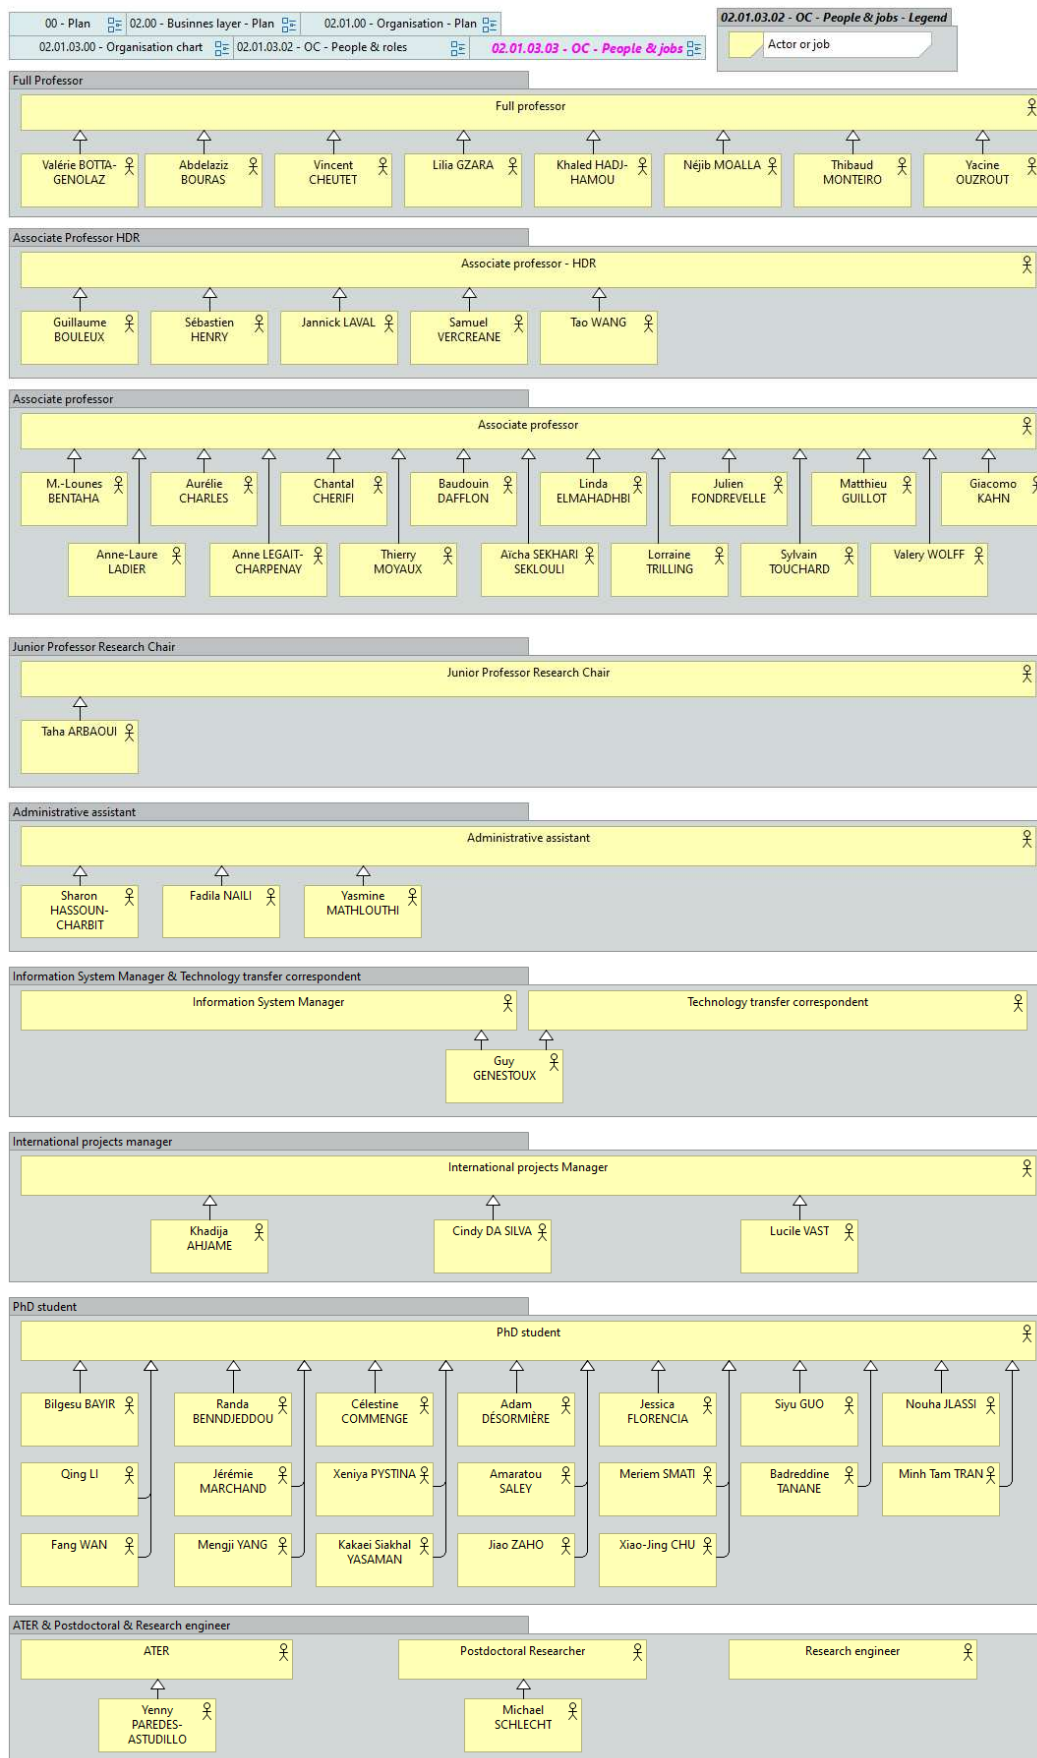 00 - Plan
02.00 - Businnes layer - Plan
02.01.00 - Organisation - Plan
02.01.03.00 - Organisation chart
02.01.03.02 - OC - People & roles
02.01.03.03 - OC - People & jobs
02.01.03.02 - OC - People & jobs - Legend
Actor or job
Full Professor
Full professor
Valérie BOTTA-
GENOLAZ
Abdelaziz
BOURAS
Vincent
CHEUTET
Lilia GZARA
Khaled HADJ-
HAMOU
Néjib MOALLA
Thibaud
MONTEIRO
Yacine
OUZROUT
Associate Professor HDR
Associate professor - HDR
Guillaume
BOULEUX
Sébastien
HENRY
Jannick LAVAL
Samuel
VERCREANE
Tao WANG
Associate professor
Associate professor
M.-Lounes
BENTAHA
Aurélie
CHARLES
Chantal
CHERIFI
Baudouin
DAFFLON
Linda
ELMAHADHBI
Julien
FONDREVELLE
Matthieu
GUILLOT
Giacomo
KAHN
Anne-Laure
LADIER
Anne LEGAIT-
CHARPENAY
Thierry
MOYAUX
Aïcha SEKHARI
SEKLOULI
Lorraine
TRILLING
Sylvain
TOUCHARD
Valery WOLFF
Junior Professor Research Chair
Junior Professor Research Chair
Taha ARBAOUI
Administrative assistant
Administrative assistant
Sharon
HASSOUN-
CHARBIT
Fadila NAILI
Yasmine
MATHLOUTHI
Information System Manager & Technology transfer correspondent
Information System Manager
Technology transfer correspondent
Guy
GENESTOUX
International projects manager
International projects Manager
Khadija
AHJAME
Cindy DA SILVA
Lucile VAST
PhD student
PhD student
Bilgesu BAYIR
Randa
BENNDJEDDOU
Célestine
COMMENGE
Adam
DÉSORMIÈRE
Jessica
FLORENCIA
Siyu GUO
Nouha JLASSI
Qing LI
Jérémie
MARCHAND
Xeniya PYSTINA
Amaratou
SALEY
Meriem SMATI
Badreddine
TANANE
Minh Tam TRAN
Fang WAN
Mengji YANG
Kakaei Siakhal
YASAMAN
Jiao ZAHO
Xiao-Jing CHU
ATER & Postdoctoral & Research engineer
ATER
Postdoctoral Researcher
Research engineer
Yenny
PAREDES-
ASTUDILLO
Michael
SCHLECHT